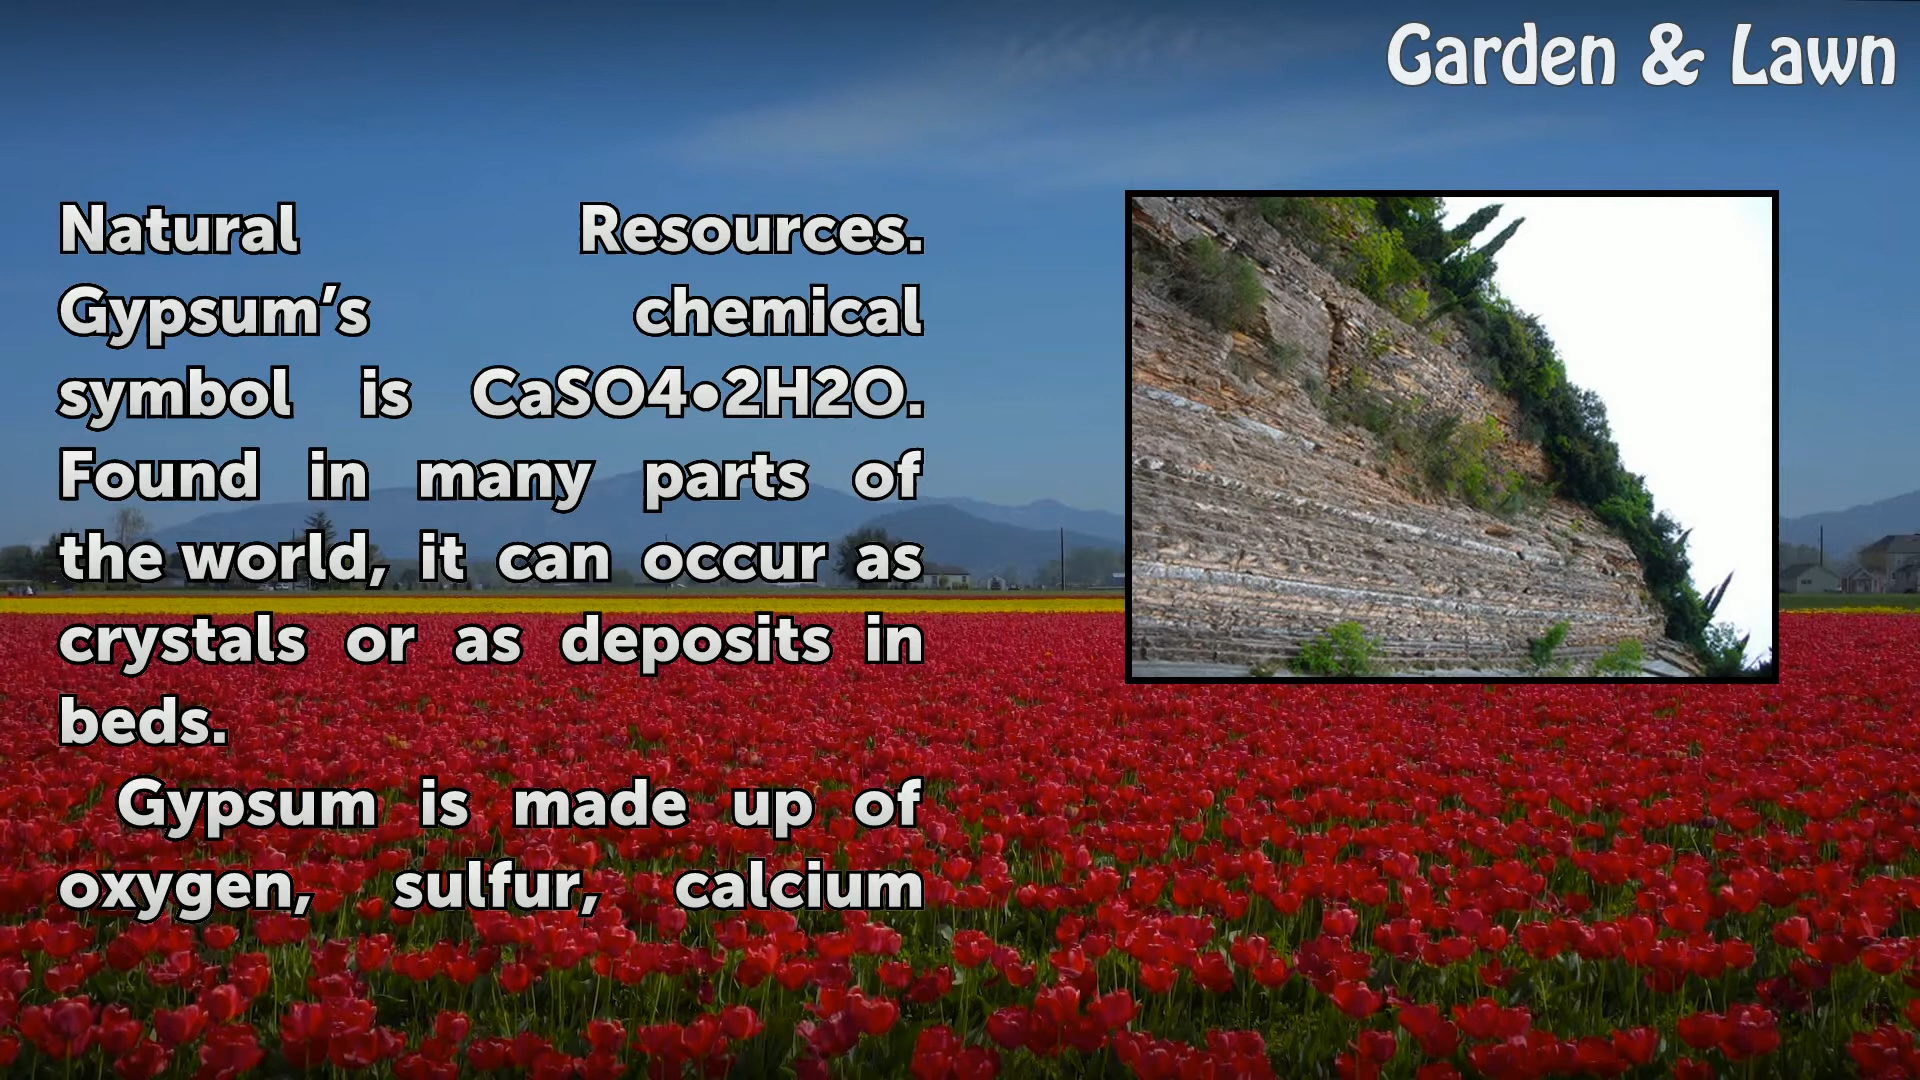 Garden & Lawn
Natural Resources.
Gypsum’s chemical
symbol is CaSO4•2H2O.
Found in many parts of
the world, it can occur as
crystals or as deposits in
beds.
Gypsum is made up of
oxygen, sulfur, calcium